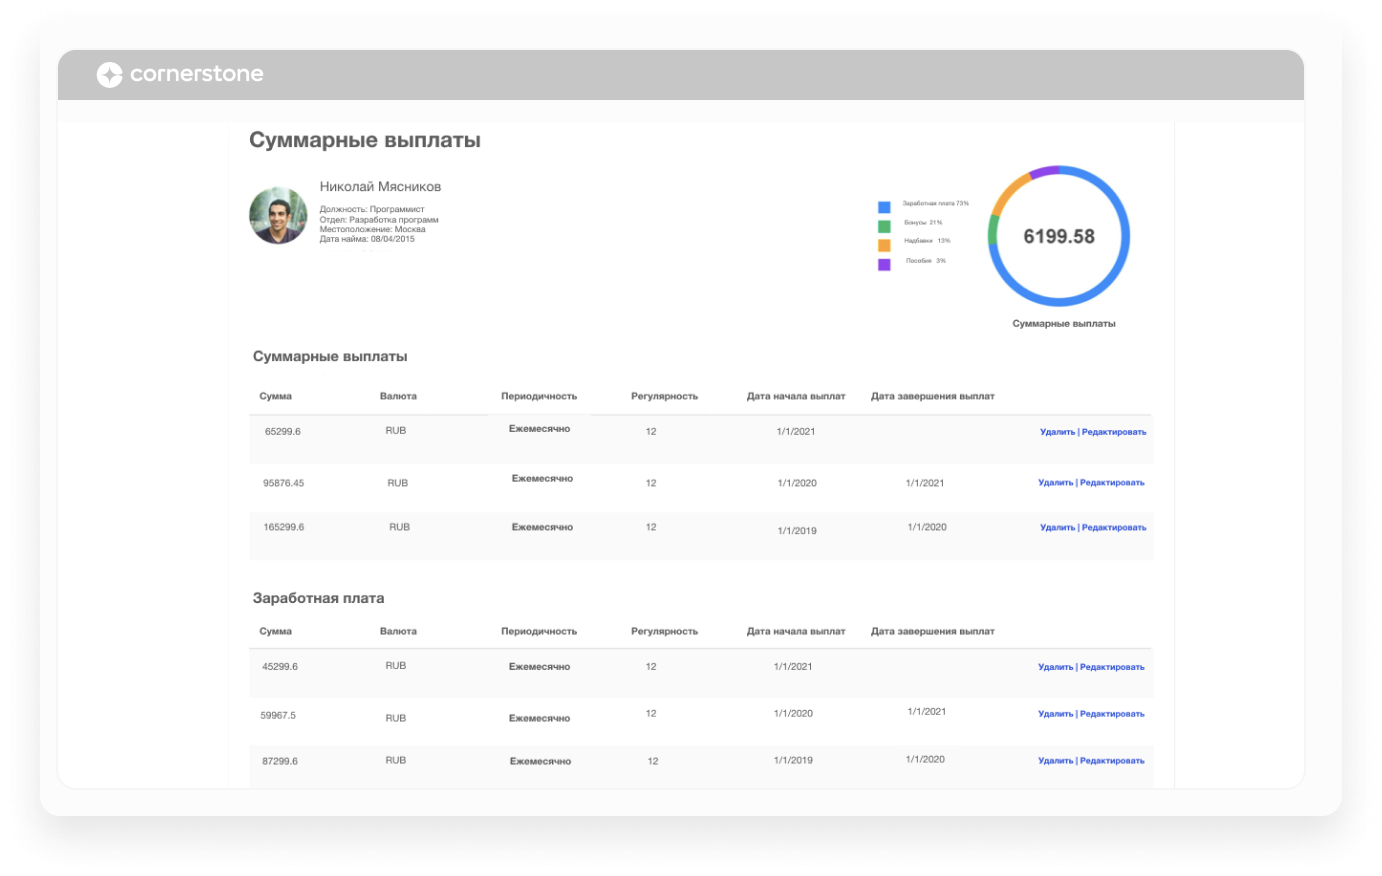 cornerstone
Суммарные выплаты
Николай Мясников
Должность: Программист
Отдел: Разработка программ
Местоположение: Москва
Дата найма: 08/04/2015
Заработная плата 73%
Бонусы 21%
Надбавки 13%
Пособия 3%
6199.58
Суммарные выплаты
Суммарные выплаты
Сумма Валюта Периодичность Регулярность Дата начала выплат Дата завершения выплат
65299.6 RUB Ежемесячно 12 1/1/2021 Удалить | Редактировать
95876.45 RUB Ежемесячно 12 1/1/2020 1/1/2021 Удалить | Редактировать
165299.6 RUB Ежемесячно 12 1/1/2019 1/1/2020 Удалить | Редактировать
Заработная плата
Сумма Валюта Периодичность Регулярность Дата начала выплат Дата завершения выплат
45299.6 RUB Ежемесячно 12 1/1/2021 Удалить | Редактировать
59967.5 RUB Ежемесячно 12 1/1/2020 1/1/2021 Удалить | Редактировать
87299.6 RUB Ежемесячно 12 1/1/2019 1/1/2020 Удалить | Редактировать